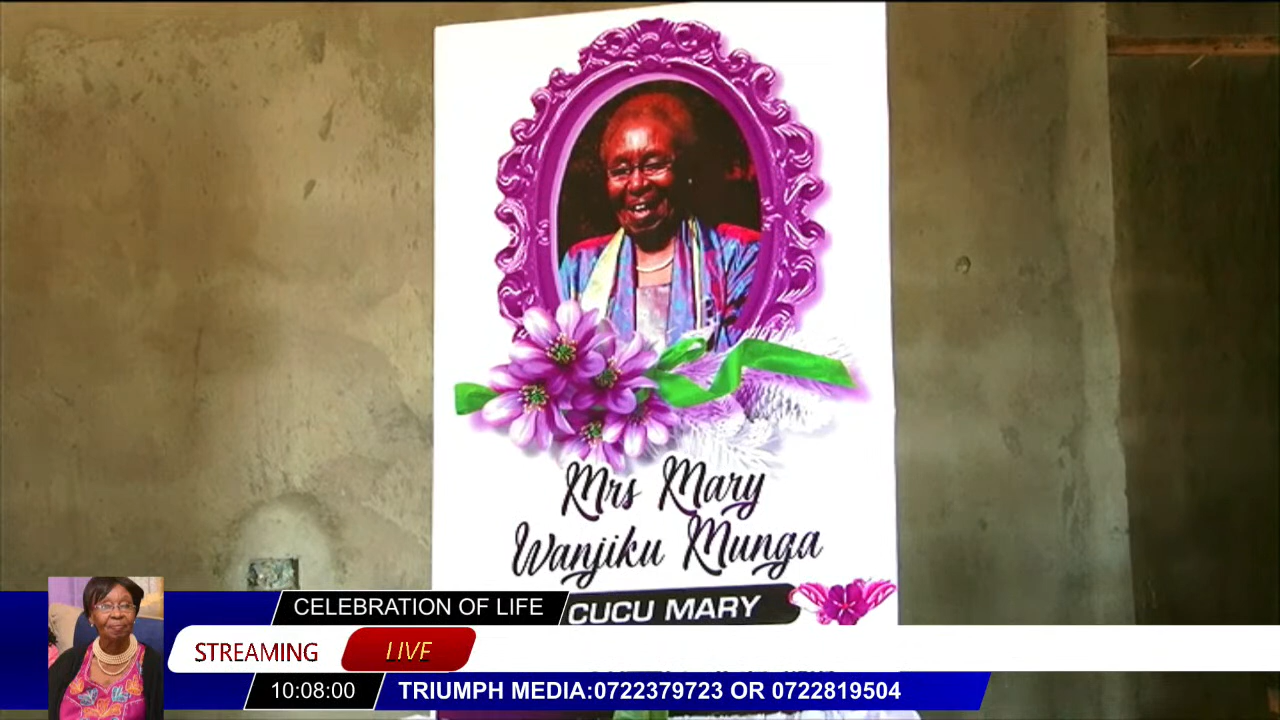 Mrs Mary
Wanjiku Munga
CUCU MARY
CELEBRATION OF LIFE
STREAMING LIVE
10:08:00
TRIUMPH MEDIA:0722379723 OR 0722819504